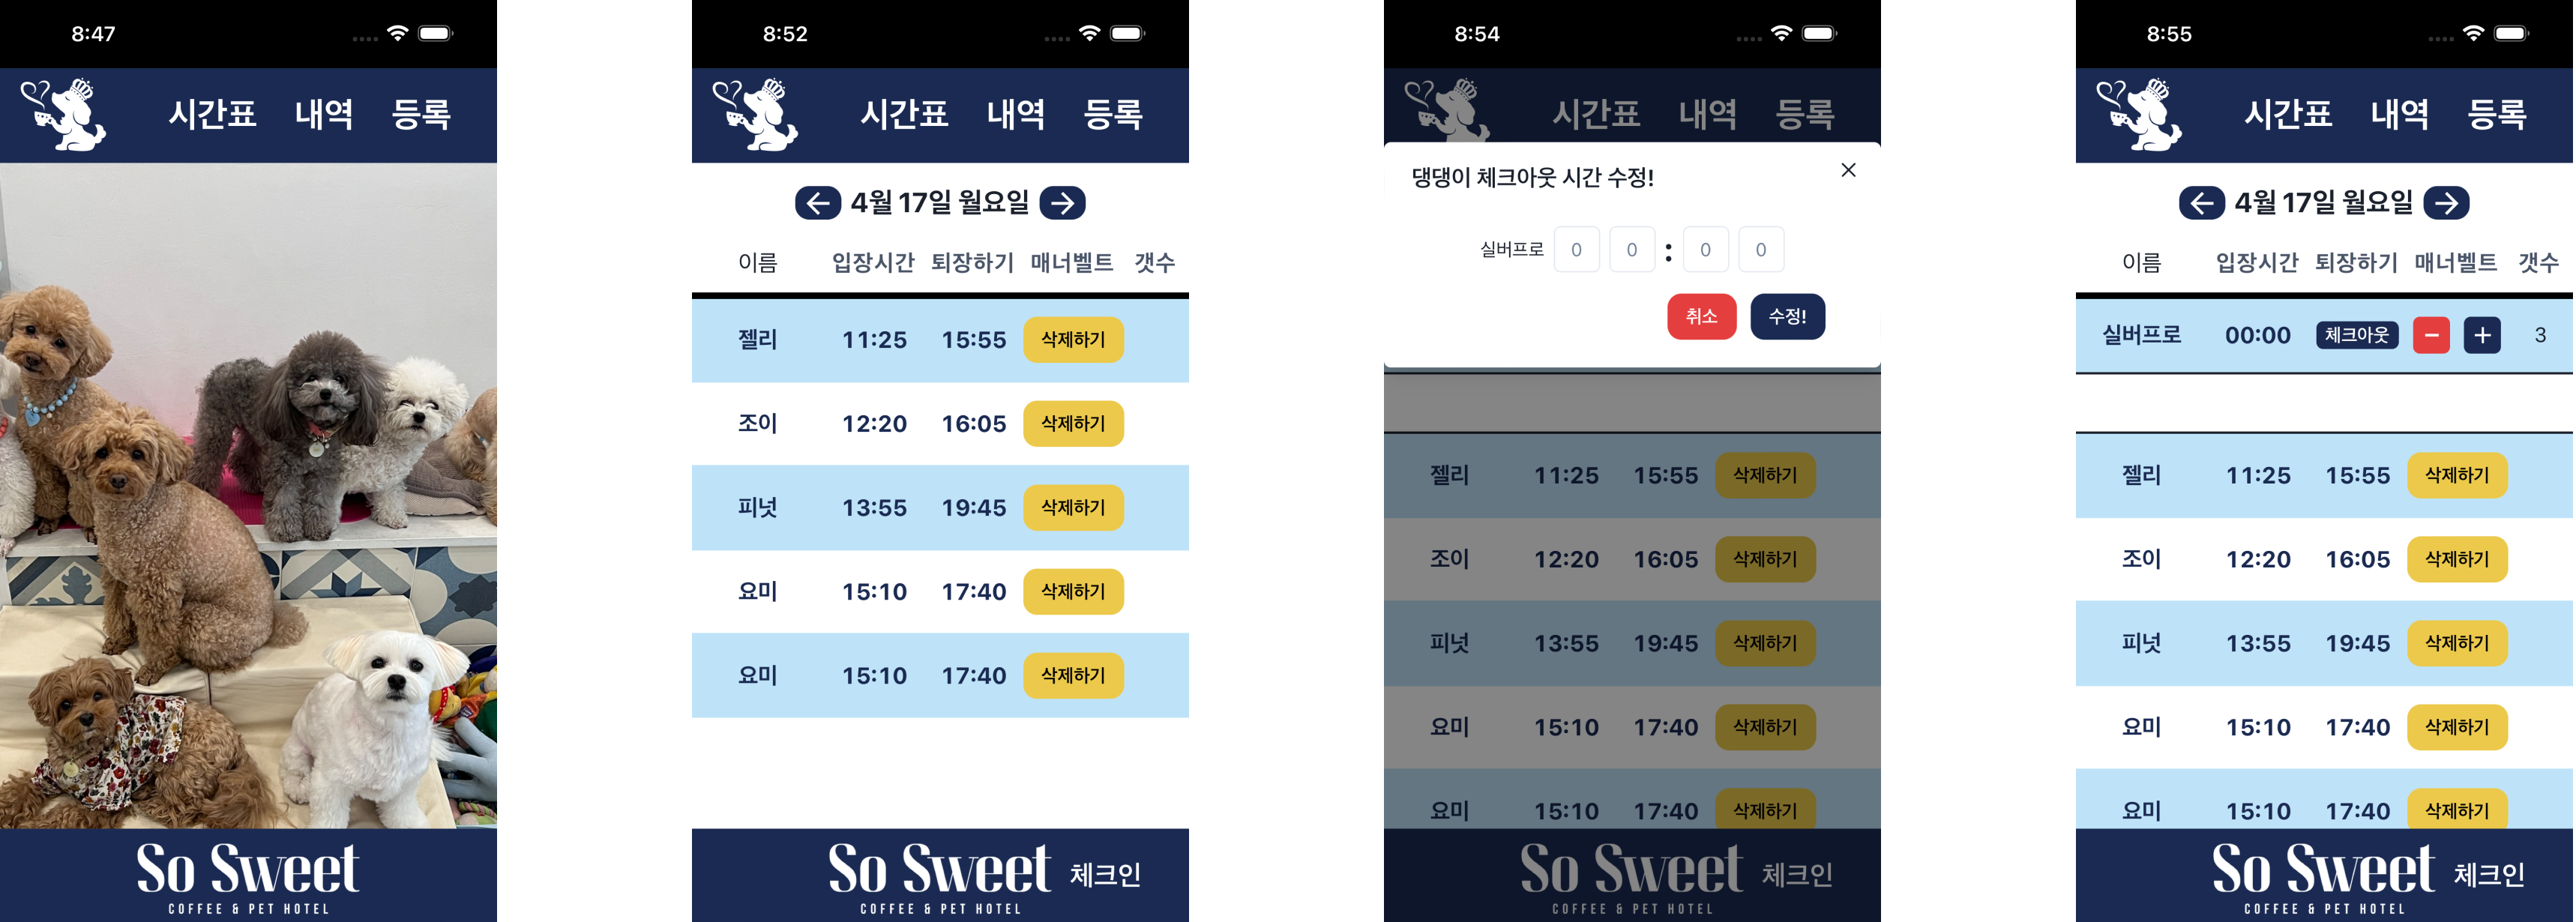 8:47
시간표 내역 등록
So Sweet
COFFEE & PET HOTEL
8:52
시간표 내역 등록
4월 17일 월요일
이름 입장시간 퇴장하기 매너벨트 갯수
젤리 11:25 15:55 삭제하기
조이 12:20 16:05 삭제하기
피넛 13:55 19:45 삭제하기
요미 15:10 17:40 삭제하기
요미 15:10 17:40 삭제하기
So Sweet 체크인
COFFEE & PET HOTEL
8:54
시간표 내역 등록
댕댕이 체크아웃 시간 수정!
실버프로 0 0 : 0 0
취소 수정!
젤리 11:25 15:55 삭제하기
조이 12:20 16:05 삭제하기
피넛 13:55 19:45 삭제하기
요미 15:10 17:40 삭제하기
요미 15:10 17:40 삭제하기
So Sweet 체크인
COFFEE & PET HOTEL
8:55
시간표 내역 등록
4월 17일 월요일
이름 입장시간 퇴장하기 매너벨트 갯수
실버프로 00:00 체크아웃 - + 3
젤리 11:25 15:55 삭제하기
조이 12:20 16:05 삭제하기
피넛 13:55 19:45 삭제하기
요미 15:10 17:40 삭제하기
요미 15:10 17:40 삭제하기
So Sweet 체크인
COFFEE & PET HOTEL